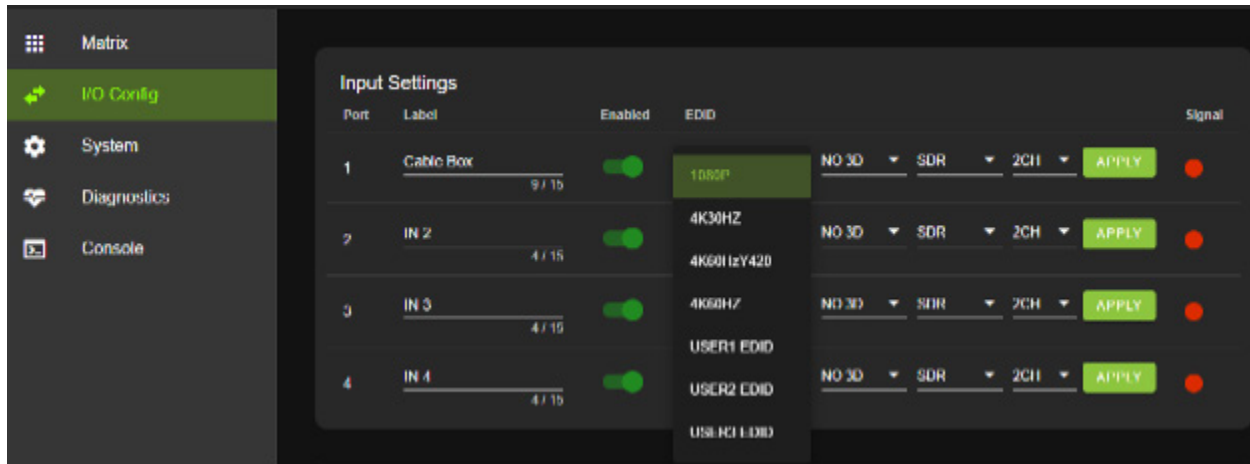 Matrix
I/O Config
System
Diagnostics
Console
Input Settings
Port Label Enabled EDID Signal
1 Cable Box 9 / 15 1080P NO 3D SDR 2CH APPLY
2 IN 2 4 / 15 NO 3D SDR 2CH APPLY
3 IN 3 4 / 15 NO 3D SDR 2CH APPLY
4 IN 4 4 / 15 NO 3D SDR 2CH APPLY
4K30HZ
4K60HzY420
4K60HZ
USER1 EDID
USER2 EDID
USER3 EDID